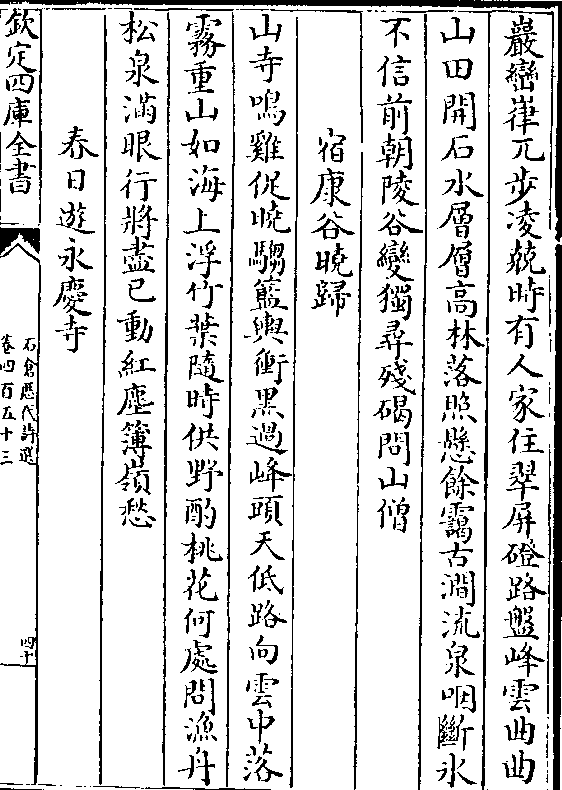 巖巒嵂兀步凌兢時有人家住翠屏磴路盤峰雲曲曲
山田開石水層層高林落照懸餘靄古澗流泉咽斷氷
不信前朝陵谷變獨尋殘碣問山僧
宿康谷曉歸
山寺鳴雞促曉騶籃輿衝黒過峰頭天低路向雲中落
霧重山如海上浮竹葉隨時供野酌桃花何處問漁舟
松泉滿眼行將盡已動紅塵簿領愁
春日遊永慶寺
欽定四庫全書
石倉歴代詩選
卷四百五十三
四十